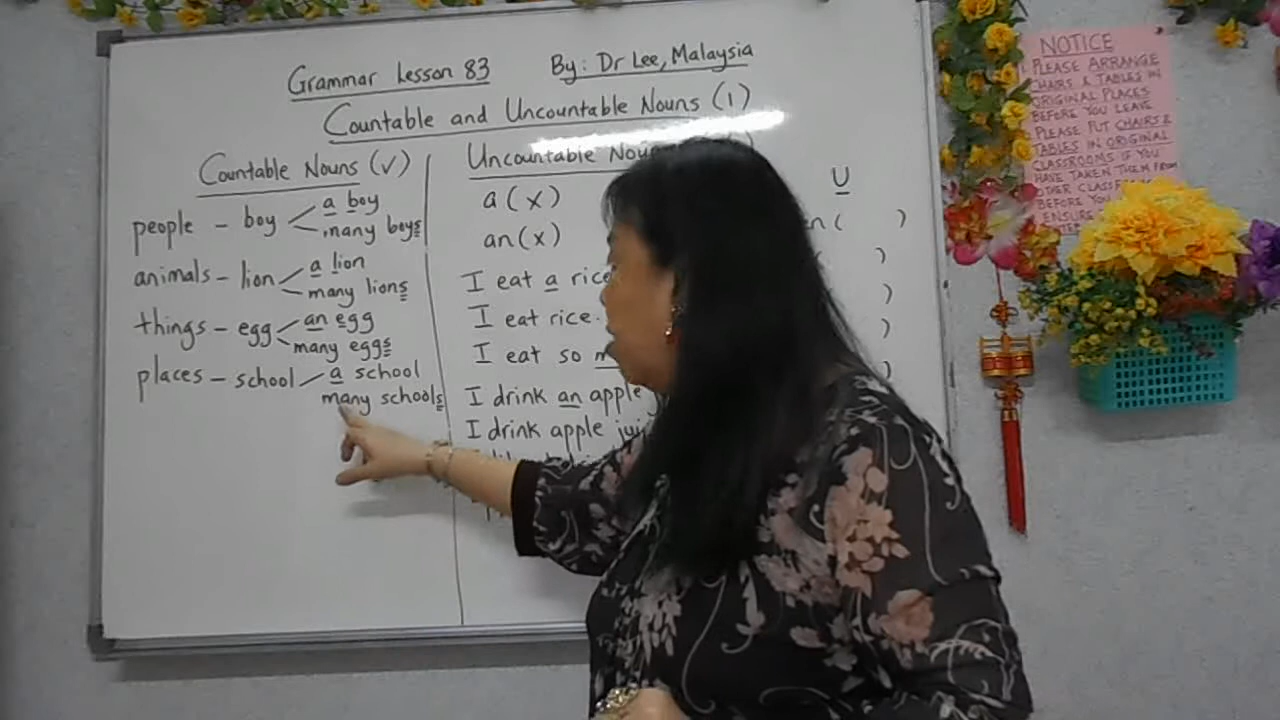 Grammar Lesson 83 By: Dr Lee, Malaysia
Countable and Uncountable Nouns (1)
Countable Nouns (√)
people - boy
a boy
many boys
animals - lion
a lion
many lions
things - egg
an egg
many eggs
places - school
a school
many schools
Uncountable
a (x)
an (x)
I eat a rice
I eat rice.
I eat so
I drink an apple
I drink apple
U
NOTICE
PLEASE ARRANGE
CHAIRS & TABLES IN
ORIGINAL PLACES
BEFORE YOU LEAVE
PLEASE PUT CHAIRS &
TABLES IN ORIGINAL
CLASSROOMS IF YOU
HAVE TAKEN THEM FROM
OTHER
BEFORE
ENSURE